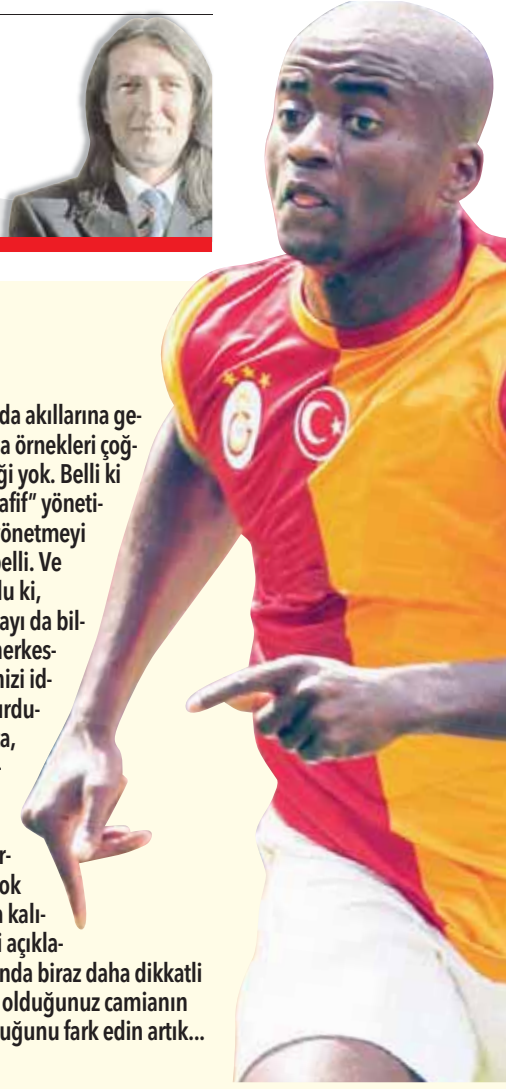 da akıllarına ge-
a örnekleri çoğ-
ği yok. Belli ki
afif” yöneti-
önetmeyi
elli. Ve
lu ki,
ayı da bil-
herkes-
nizi id-
urdu-
a,
-
r-
ok
n kalı-
i açıkla-
nda biraz daha dikkatli
olduğunuz camianın
uğunu fark edin artık...